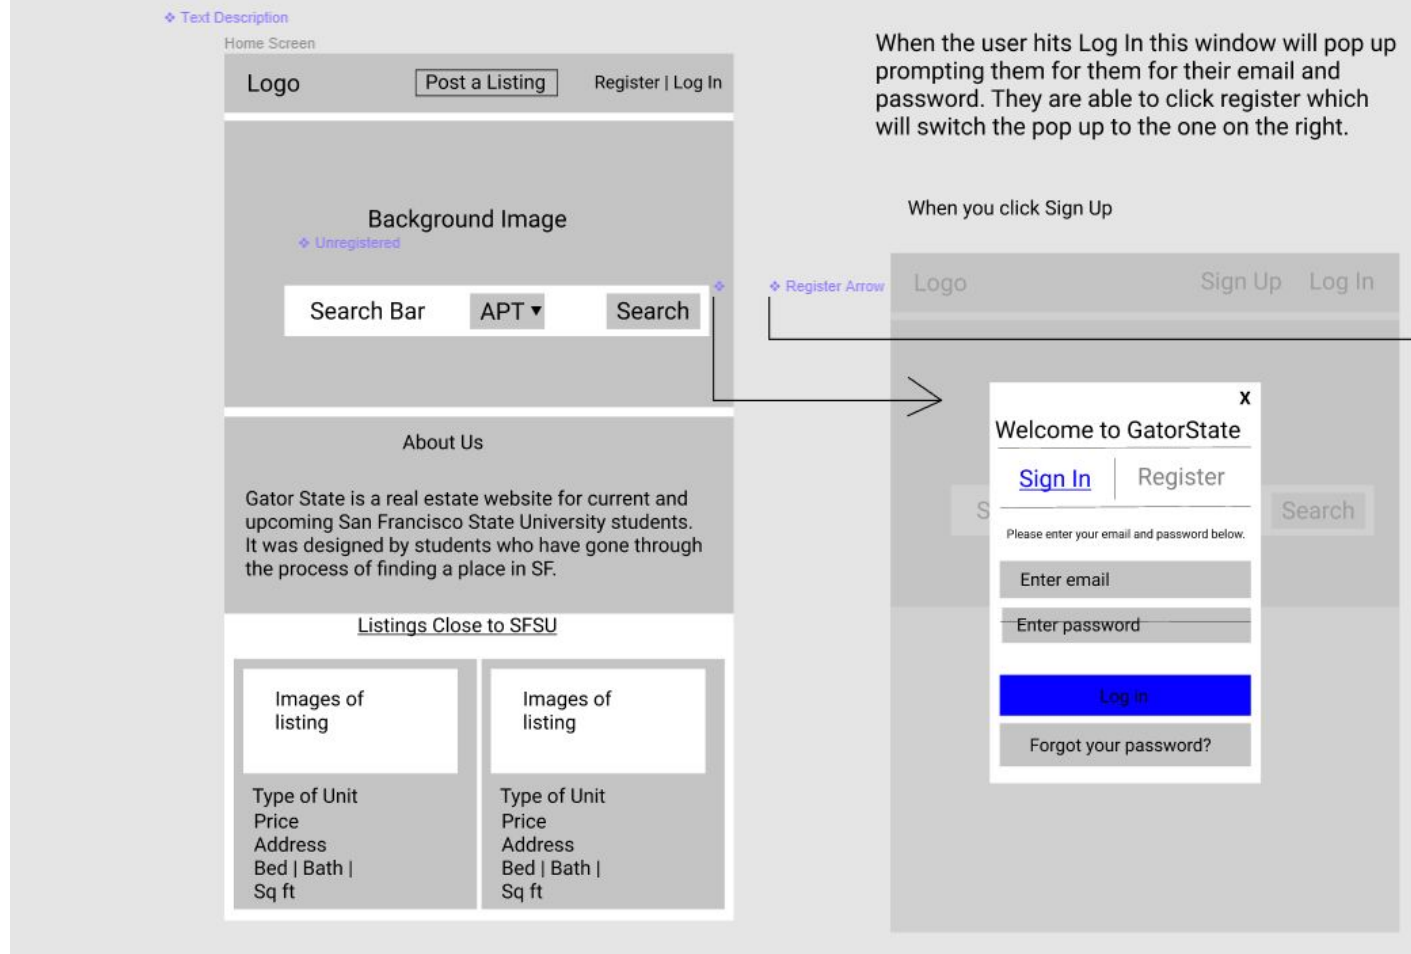 Text Description
Home Screen
Logo
Post a Listing
Register | Log In
Background Image
Unregistered
Search Bar
APT ▾
Search
About Us
Gator State is a real estate website for current and
upcoming San Francisco State University students.
It was designed by students who have gone through
the process of finding a place in SF.
Listings Close to SFSU
Images of
listing
Type of Unit
Price
Address
Bed | Bath |
Sq ft
Images of
listing
Type of Unit
Price
Address
Bed | Bath |
Sq ft
When the user hits Log In this window will pop up
prompting them for them for their email and
password. They are able to click register which
will switch the pop up to the one on the right.
When you click Sign Up
Register Arrow
Logo
Sign Up
Log In
S
Search
X
Welcome to GatorState
Sign In
Register
Please enter your email and password below.
Enter email
Enter password
Log in
Forgot your password?